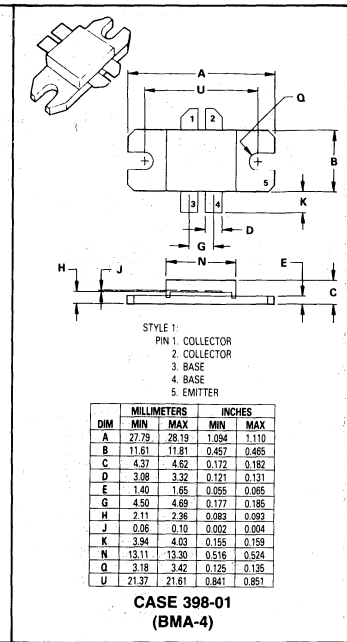 A
U
Q
1 2
B
5
3 4
K
D
G
N
E
H
J
C
STYLE 1:
PIN 1. COLLECTOR
2. COLLECTOR
3. BASE
4. BASE
5. EMITTER
MILLIMETERS INCHES
DIM MIN MAX MIN MAX
A 27.79 28.19 1.094 1.110
B 11.61 11.81 0.457 0.465
C 4.37 4.62 0.172 0.182
D 3.08 3.32 0.121 0.131
E 1.40 1.65 0.055 0.065
G 4.50 4.69 0.177 0.185
H 2.11 2.36 0.083 0.093
J 0.06 0.10 0.002 0.004
K 3.94 4.03 0.155 0.159
N 13.11 13.30 0.516 0.524
Q 3.18 3.42 0.125 0.135
U 21.37 21.61 0.841 0.851
CASE 398-01
(BMA-4)